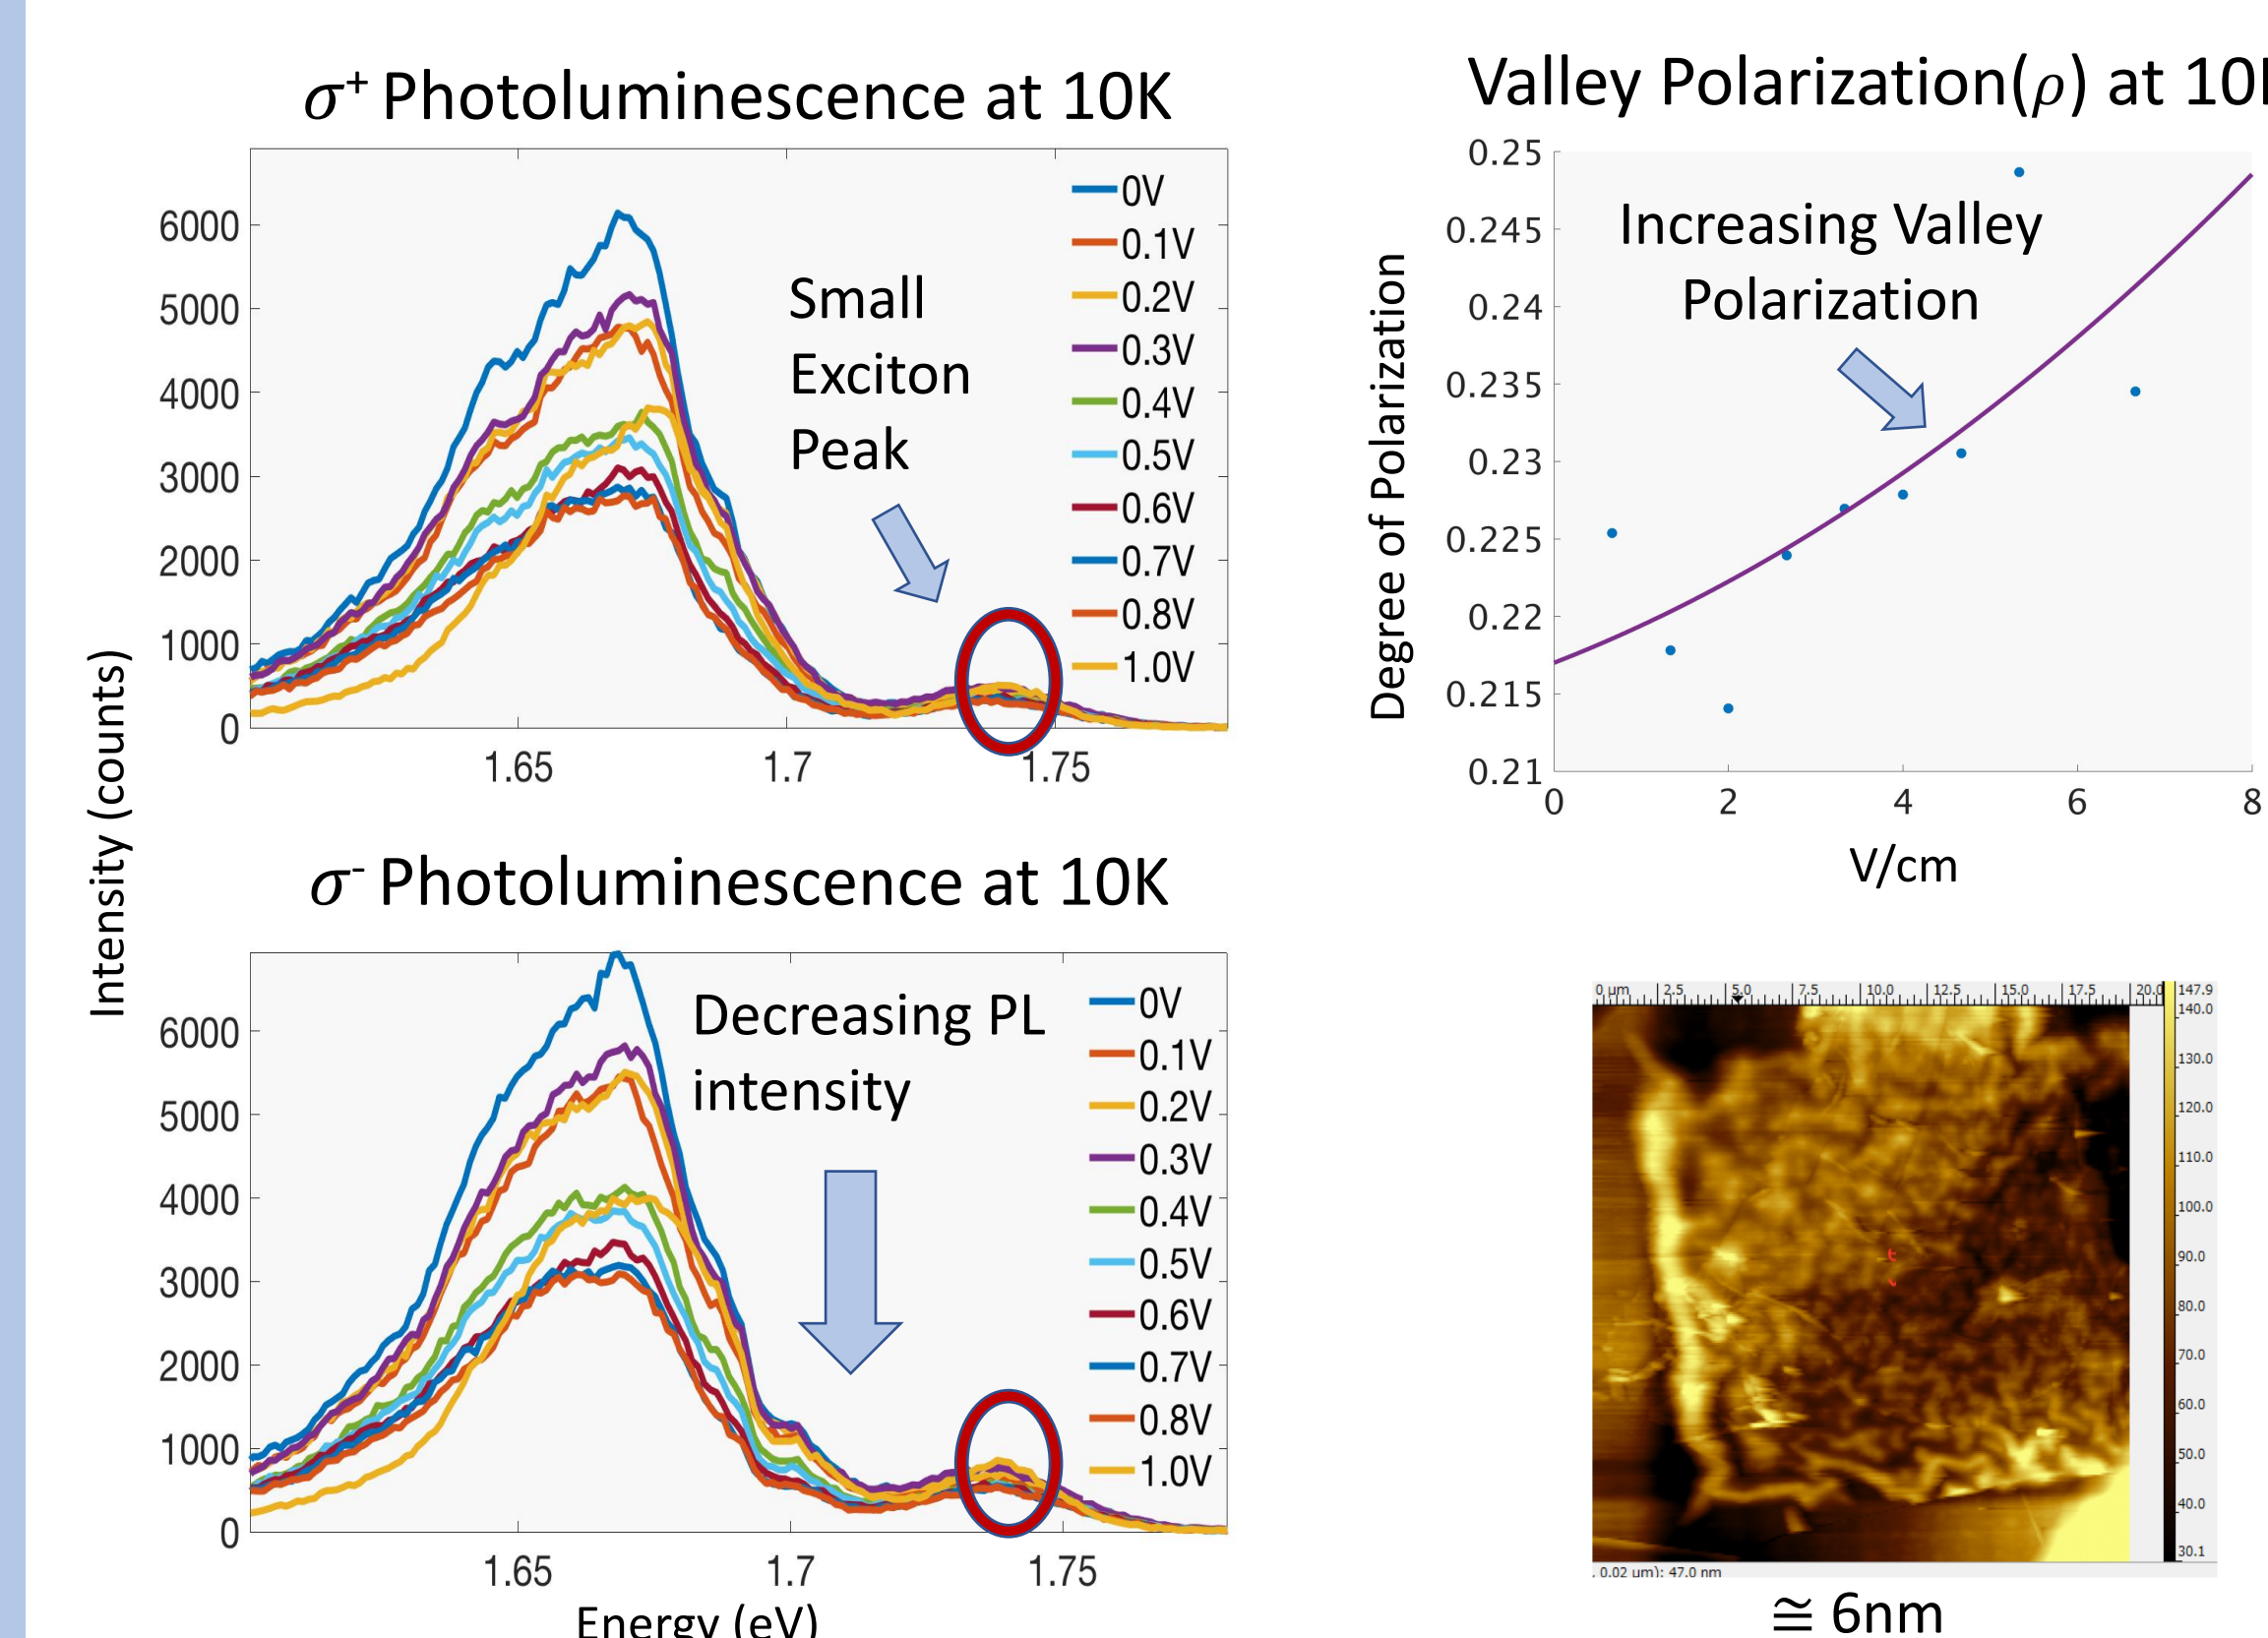 σ+ Photoluminescence at 10K
6000
5000
4000
3000
2000
1000
0
1.65
1.7
1.75
Small
Exciton
Peak
0V
0.1V
0.2V
0.3V
0.4V
0.5V
0.6V
0.7V
0.8V
1.0V
Intensity (counts)
σ- Photoluminescence at 10K
6000
5000
4000
3000
2000
1000
0
1.65
1.7
1.75
Energy (eV)
Decreasing PL
intensity
0V
0.1V
0.2V
0.3V
0.4V
0.5V
0.6V
0.7V
0.8V
1.0V
Valley Polarization(ρ) at 10K
0.25
0.245
0.24
0.235
0.23
0.225
0.22
0.215
0.21
0
2
4
6
8
Degree of Polarization
Increasing Valley
Polarization
V/cm
0 µm 2.5 5.0 7.5 10.0 12.5 15.0 17.5 20.0
147.9
140.0
130.0
120.0
110.0
100.0
90.0
80.0
70.0
60.0
50.0
40.0
30.1
, 0.02 µm): 47.0 nm
≅ 6nm